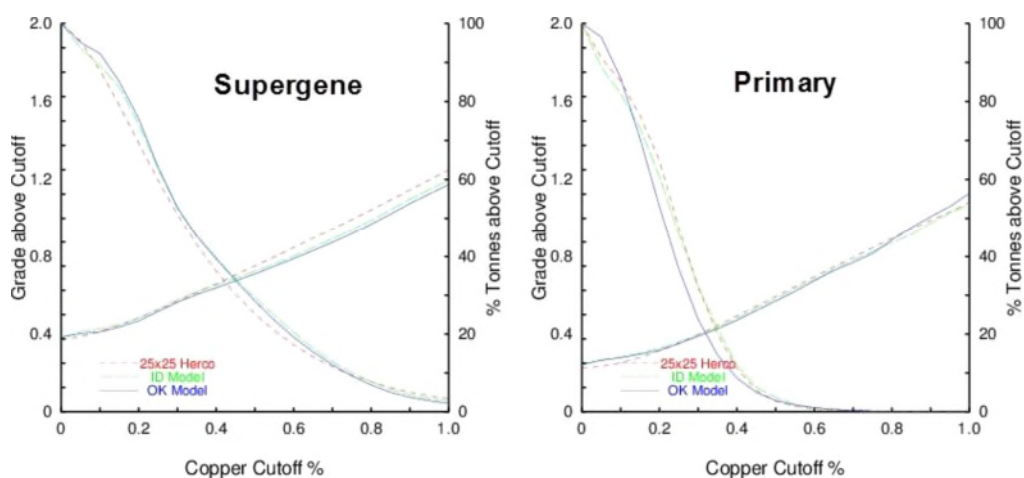 Supergene
2.0
1.6
1.2
0.8
0.4
0
Grade above Cutoff
100
80
60
40
20
0
% Tonnes above Cutoff
25x25 Herco
ID Model
OK Model
0 0.2 0.4 0.6 0.8 1.0
Copper Cutoff %
Primary
2.0
1.6
1.2
0.8
0.4
0
Grade above Cutoff
100
80
60
40
20
0
% Tonnes above Cutoff
25x25 Herco
ID Model
OK Model
0 0.2 0.4 0.6 0.8 1.0
Copper Cutoff %